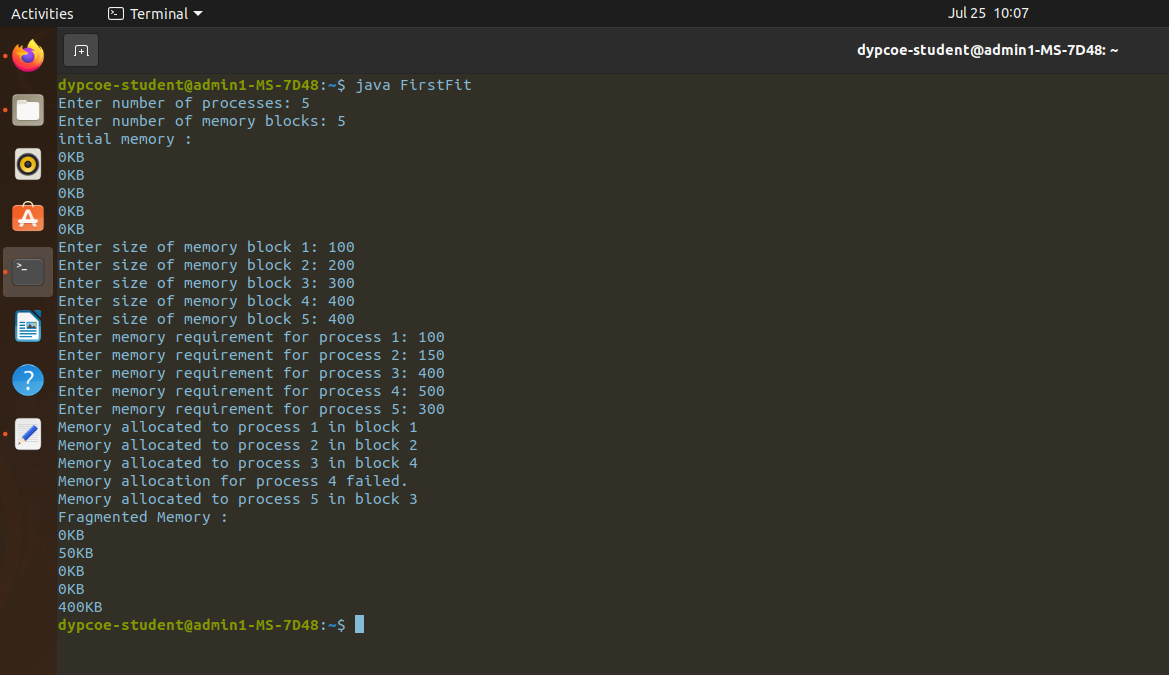 Activities
Terminal
Jul 25 10:07
dypcoe-student@admin1-MS-7D48: ~
dypcoe-student@admin1-MS-7D48:~$ java FirstFit
Enter number of processes: 5
Enter number of memory blocks: 5
intial memory :
0KB
0KB
0KB
0KB
0KB
Enter size of memory block 1: 100
Enter size of memory block 2: 200
Enter size of memory block 3: 300
Enter size of memory block 4: 400
Enter size of memory block 5: 400
Enter memory requirement for process 1: 100
Enter memory requirement for process 2: 150
Enter memory requirement for process 3: 400
Enter memory requirement for process 4: 500
Enter memory requirement for process 5: 300
Memory allocated to process 1 in block 1
Memory allocated to process 2 in block 2
Memory allocated to process 3 in block 4
Memory allocation for process 4 failed.
Memory allocated to process 5 in block 3
Fragmented Memory :
0KB
50KB
0KB
0KB
400KB
dypcoe-student@admin1-MS-7D48:~$